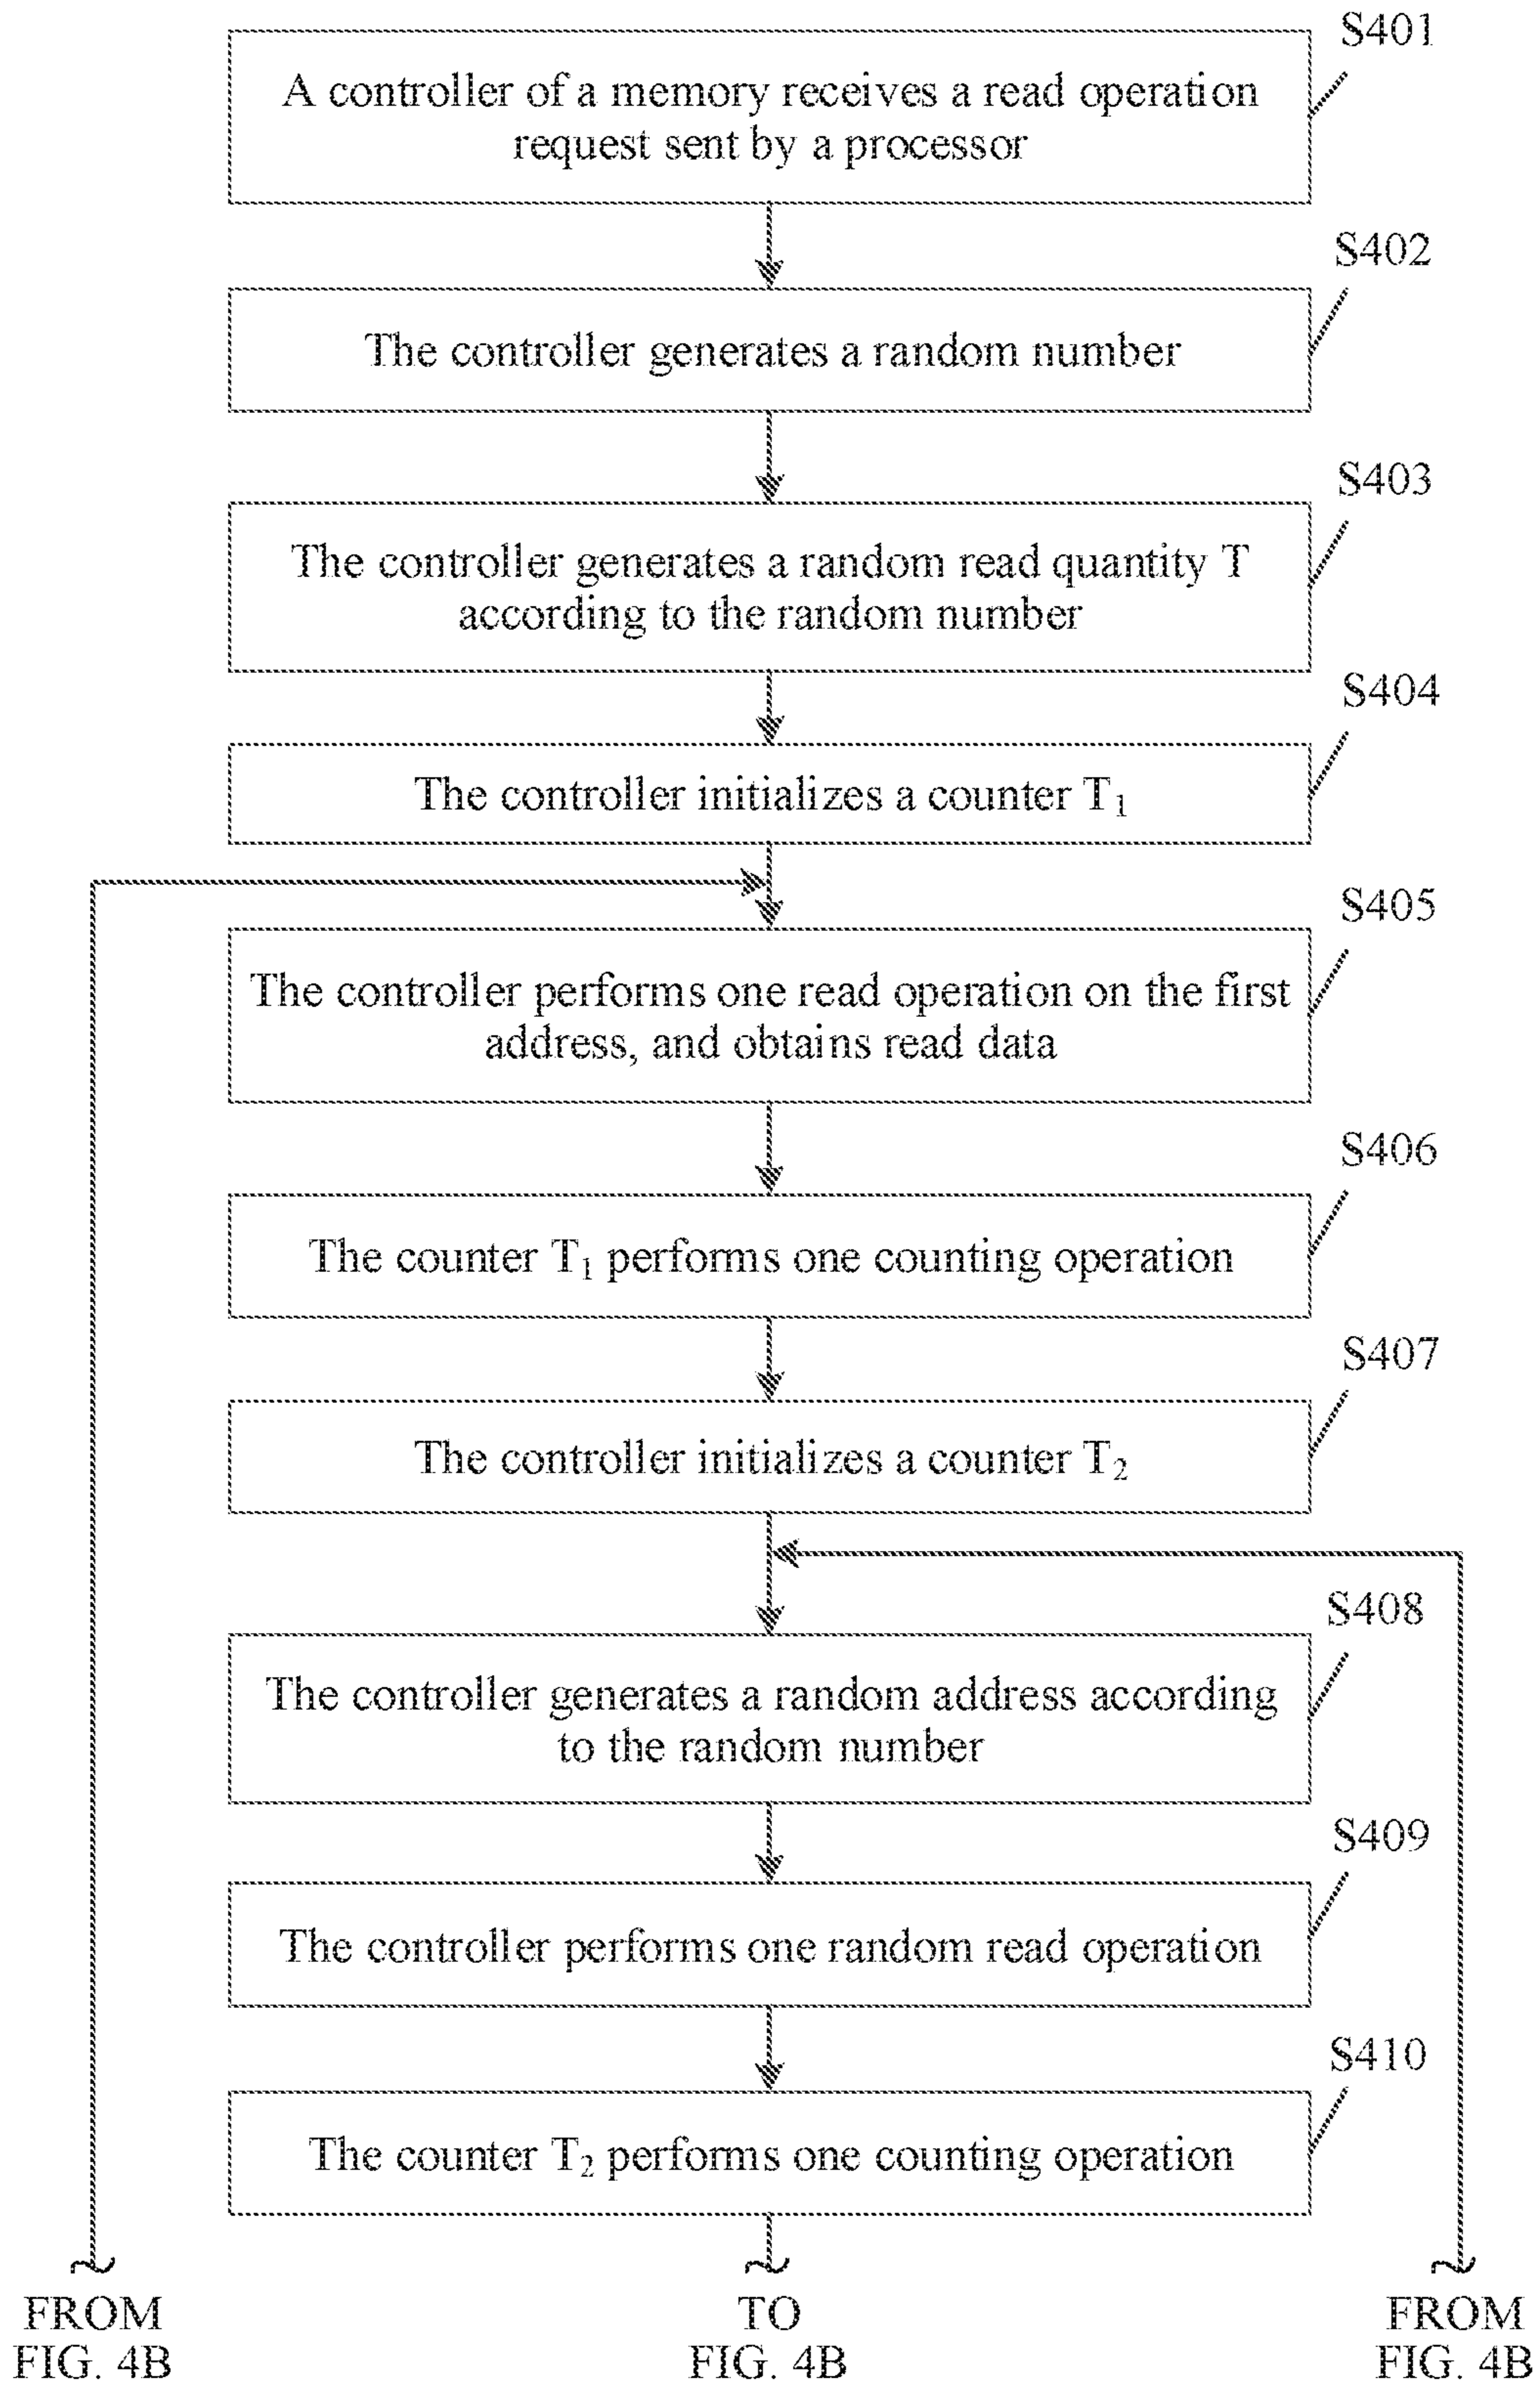 S401
A controller of a memory receives a read operation
request sent by a processor
S402
The controller generates a random number
S403
The controller generates a random read quantity T
according to the random number
S404
The controller initializes a counter T₁
S405
The controller performs one read operation on the first
address, and obtains read data
S406
The counter T₁ performs one counting operation
S407
The controller initializes a counter T₂
S408
The controller generates a random address according
to the random number
S409
The controller performs one random read operation
S410
The counter T₂ performs one counting operation
FROM
FIG. 4B
TO
FIG. 4B
FROM
FIG. 4B